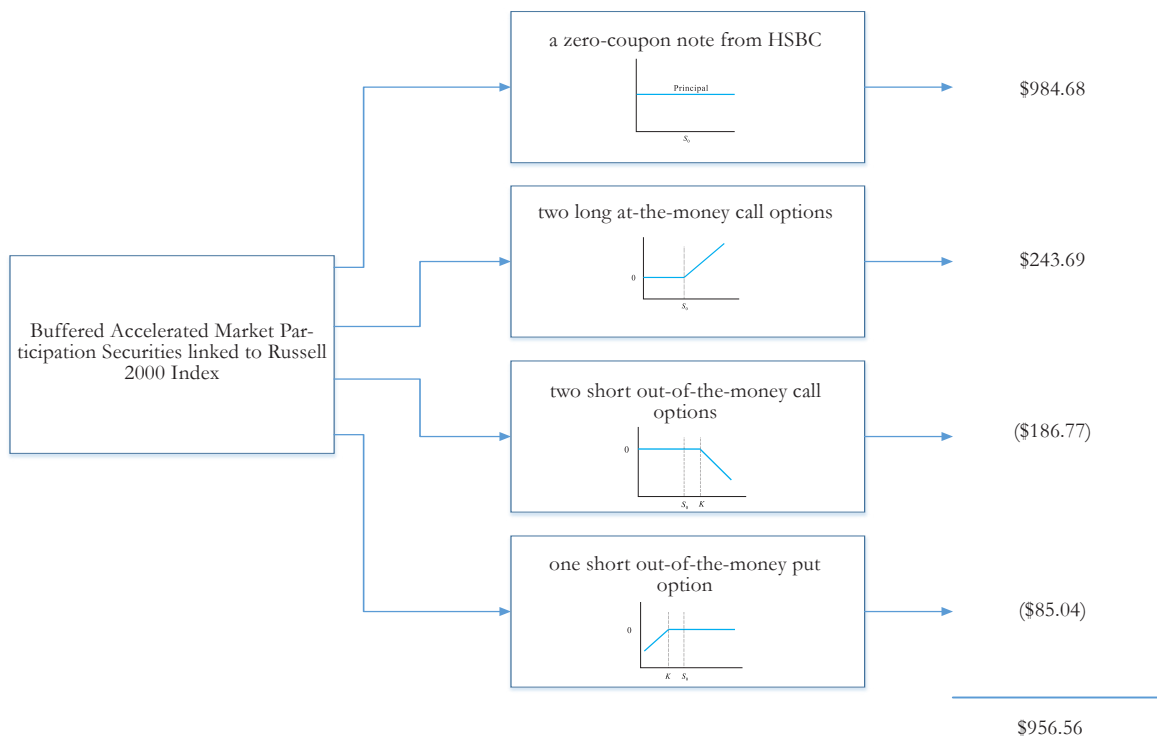 a zero-coupon note from HSBC
Principal
S₀
$984.68
two long at-the-money call options
0
S₀
$243.69
Buffered Accelerated Market Par-
ticipation Securities linked to Russell
2000 Index
two short out-of-the-money call
options
0
S₀ K
($186.77)
one short out-of-the-money put
option
0
K S₀
($85.04)
$956.56